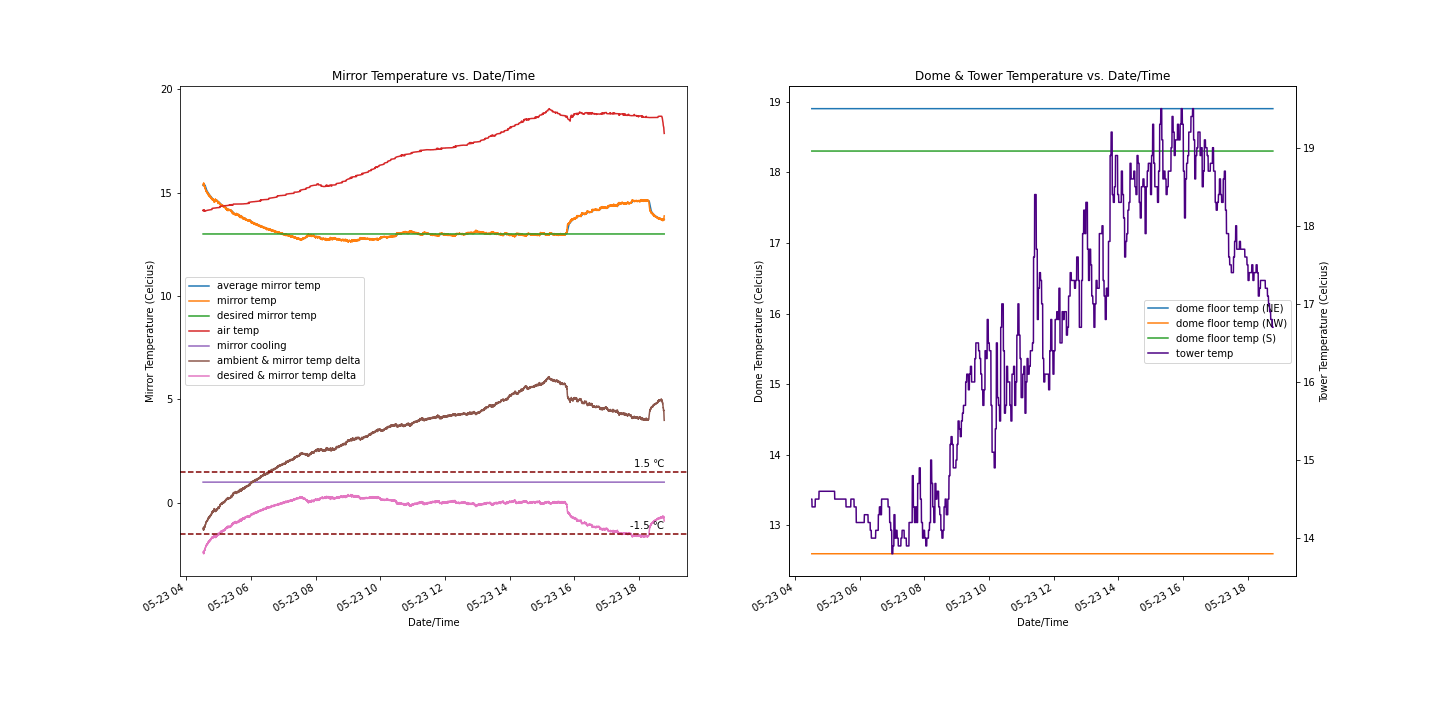 Mirror Temperature vs. Date/Time
Mirror Temperature (Celcius)
20
15
10
5
0
average mirror temp
mirror temp
desired mirror temp
air temp
mirror cooling
ambient & mirror temp delta
desired & mirror temp delta
1.5 °C
-1.5 °C
05-23 04
05-23 06
05-23 08
05-23 10
05-23 12
05-23 14
05-23 16
05-23 18
Date/Time
Dome & Tower Temperature vs. Date/Time
Dome Temperature (Celcius)
19
18
17
16
15
14
13
dome floor temp (NE)
dome floor temp (NW)
dome floor temp (S)
tower temp
19
18
17
16
15
14
Tower Temperature (Celcius)
05-23 04
05-23 06
05-23 08
05-23 10
05-23 12
05-23 14
05-23 16
05-23 18
Date/Time